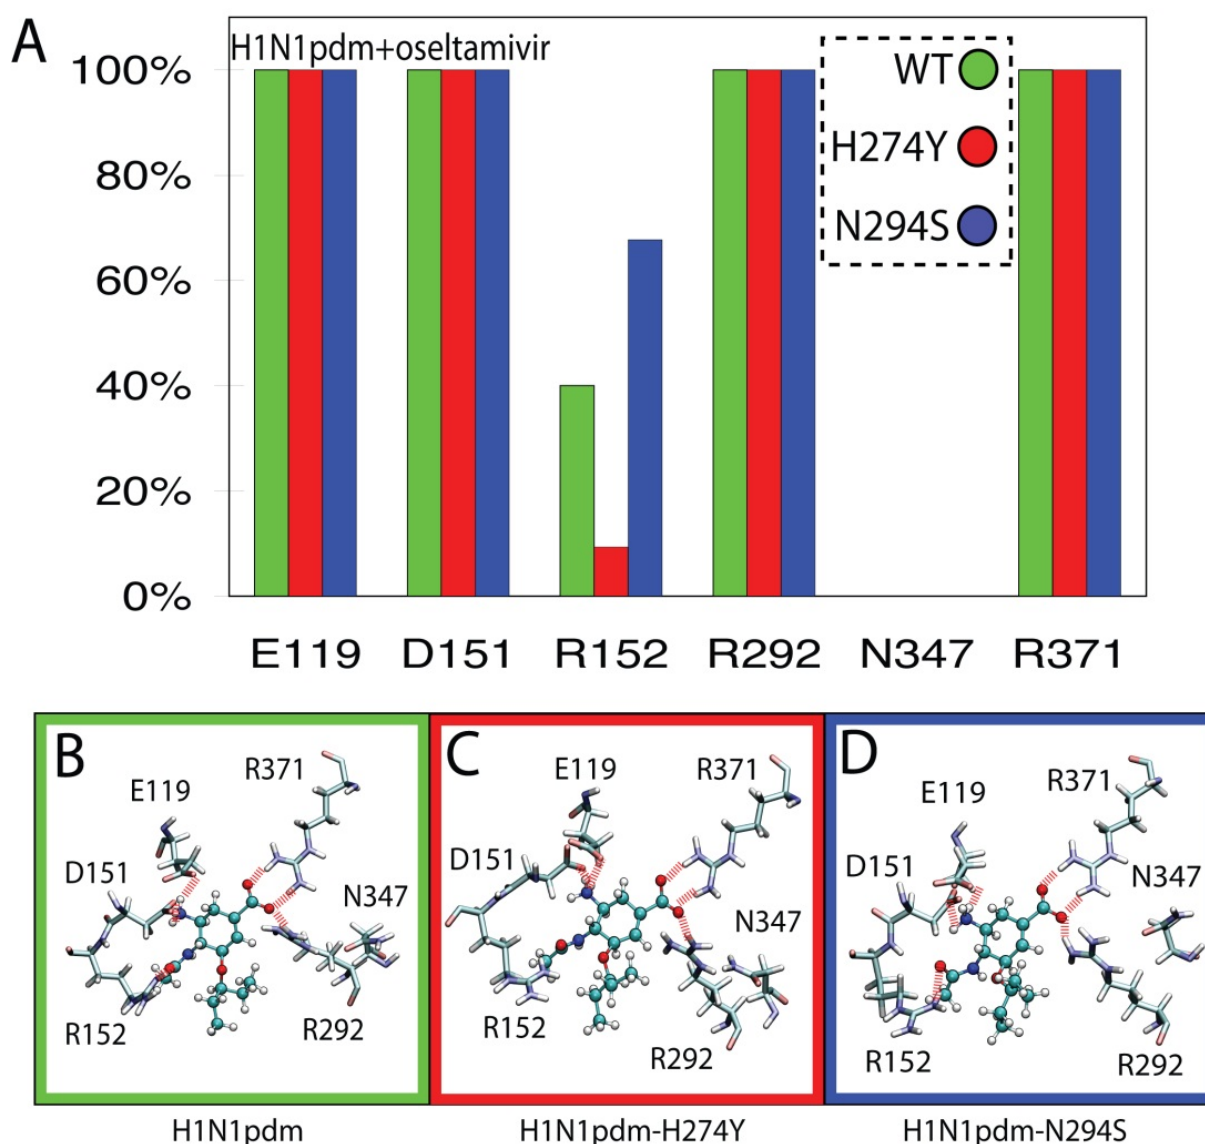 A
H1N1pdm+oseltamivir
100%
80%
60%
40%
20%
0%
WT
H274Y
N294S
E119 D151 R152 R292 N347 R371
B
R371
E119
D151
N347
R152
R292
H1N1pdm
C
E119
R371
D151
N347
R152
R292
H1N1pdm-H274Y
D
R371
E119
D151
N347
R152
R292
H1N1pdm-N294S